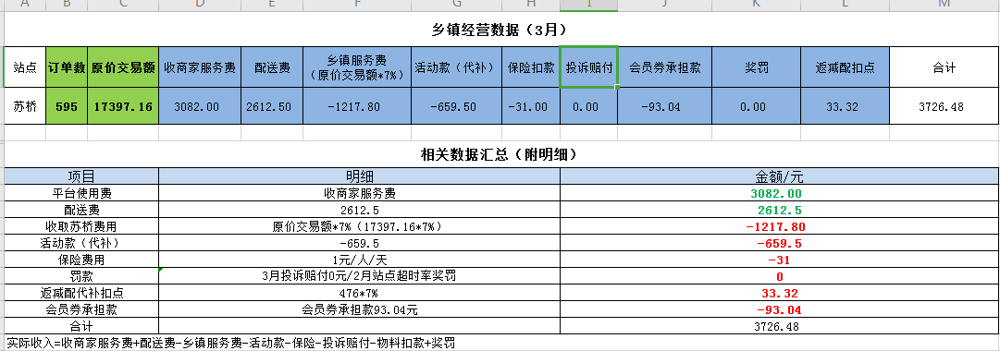 A B C D E F G H I J K L M
乡镇经营数据（3月）
站点 订单数 原价交易额 收商家服务费 配送费 乡镇服务费（原价交易额*7%） 活动款（代补） 保险扣款 投诉赔付 会员券承担款 奖罚 返减配扣点 合计
苏桥 595 17397.16 3082.00 2612.50 -1217.80 -659.50 -31.00 0.00 -93.04 0.00 33.32 3726.48
相关数据汇总（附明细）
项目 明细 金额/元
平台使用费 收商家服务费 3082.00
配送费 2612.5 2612.5
收取苏桥费用 原价交易额*7%（17397.16*7%） -1217.80
活动款（代补） -659.5 -659.5
保险费用 1元/人/天 -31
罚款 3月投诉赔付0元/2月站点超时率奖罚 0
返减配代补扣点 476*7% 33.32
会员券承担款 会员券承担款93.04元 -93.04
合计 3726.48
实际收入=收商家服务费+配送费-乡镇服务费-活动款-保险-投诉赔付-物料扣款+奖罚